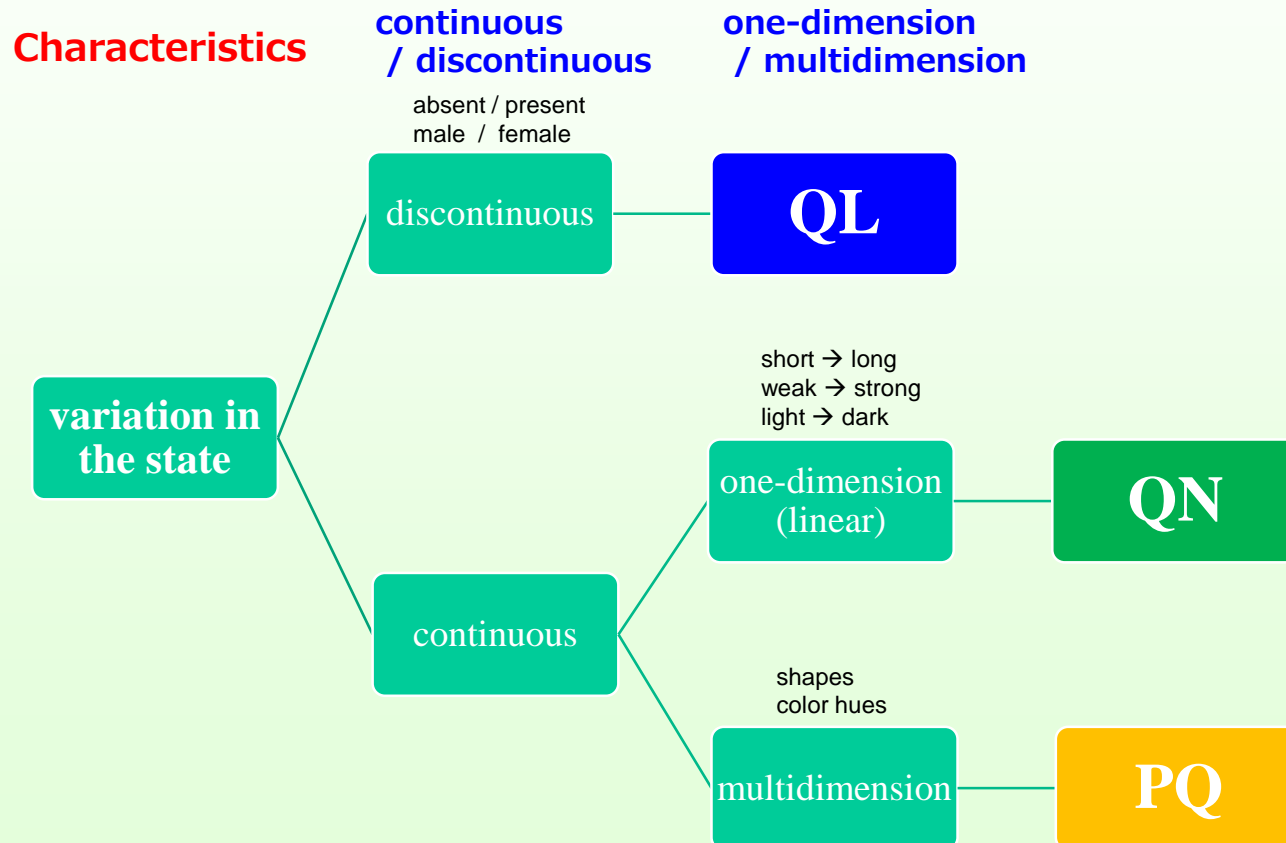 Characteristics
continuous
/ discontinuous
one-dimension
/ multidimension
absent / present
male / female
discontinuous
QL
variation in
the state
short → long
weak → strong
light → dark
one-dimension
(linear)
QN
continuous
shapes
color hues
multidimension
PQ